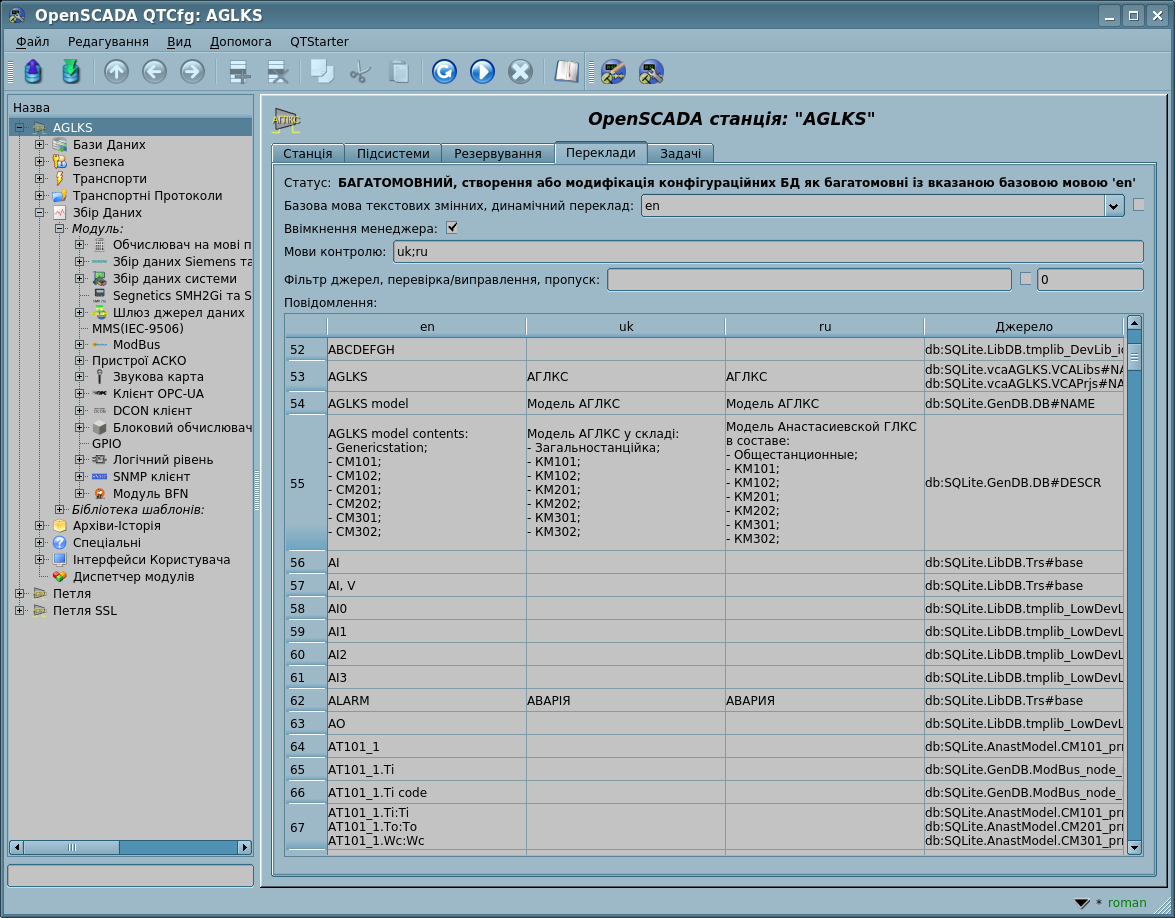 OpenSCADA QTCfg: AGLKS
Файл Редагування Вид Допомога QTStarter
Назва
AGLKS
Бази Даних
Безпека
Транспорти
Транспортні Протоколи
Збір Даних
Модуль:
Обчислювач на мові п
Збір даних Siemens та
Збір даних системи
Segnetics SMH2Gi та S
Шлюз джерел даних
MMS(IEC-9506)
ModBus
Пристрої АСКО
Звукова карта
Клієнт OPC-UA
DCON клієнт
Блоковий обчислювач
GPIO
Логічний рівень
SNMP клієнт
Модуль BFN
Бібліотека шаблонів:
Архіви-Історія
Спеціальні
Інтерфейси Користувача
Диспетчер модулів
Петля
Петля SSL
АГЛКС
OpenSCADA станція: "AGLKS"
Станція Підсистеми Резервування Переклади Задачі
Статус: БАГАТОМОВНИЙ, створення або модифікація конфігураційних БД як багатомовні із вказаною базовою мовою 'en'
Базова мова текстових змінних, динамічний переклад: en
Ввімкнення менеджера:
Мови контролю: uk;ru
Фільтр джерел, перевірка/виправлення, пропуск: 0
Повідомлення:
en uk ru Джерело
52 ABCDEFGH db:SQLite.LibDB.tmplib_DevLib_i
53 AGLKS АГЛКС АГЛКС db:SQLite.vcaAGLKS.VCALibs#NA
db:SQLite.vcaAGLKS.VCAPrjs#NA
54 AGLKS model Модель АГЛКС Модель АГЛКС db:SQLite.GenDB.DB#NAME
55
AGLKS model contents:
- Genericstation;
- CM101;
- CM102;
- CM201;
- CM202;
- CM301;
- CM302;
Модель АГЛКС у складі:
- Загальностанційка;
- КМ101;
- КМ102;
- КМ201;
- КМ202;
- КМ301;
- КМ302;
Модель Анастасиевской ГЛКС
в составе:
- Общестанционные;
- КМ101;
- КМ102;
- КМ201;
- КМ202;
- КМ301;
- КМ302;
db:SQLite.GenDB.DB#DESCR
56 AI db:SQLite.LibDB.Trs#base
57 AI, V db:SQLite.LibDB.Trs#base
58 AI0 db:SQLite.LibDB.tmplib_LowDevL
59 AI1 db:SQLite.LibDB.tmplib_LowDevL
60 AI2 db:SQLite.LibDB.tmplib_LowDevL
61 AI3 db:SQLite.LibDB.tmplib_LowDevL
62 ALARM АВАРІЯ АВАРИЯ db:SQLite.LibDB.Trs#base
63 AO db:SQLite.LibDB.tmplib_LowDevL
64 AT101_1 db:SQLite.AnastModel.CM101_pr
65 AT101_1.Ti db:SQLite.GenDB.ModBus_node_
66 AT101_1.Ti code db:SQLite.GenDB.ModBus_node_
67
AT101_1.Ti:Ti
AT101_1.To:To
AT101_1.Wc:Wc
db:SQLite.AnastModel.CM101_pr
db:SQLite.AnastModel.CM201_pr
db:SQLite.AnastModel.CM301_pr
* roman